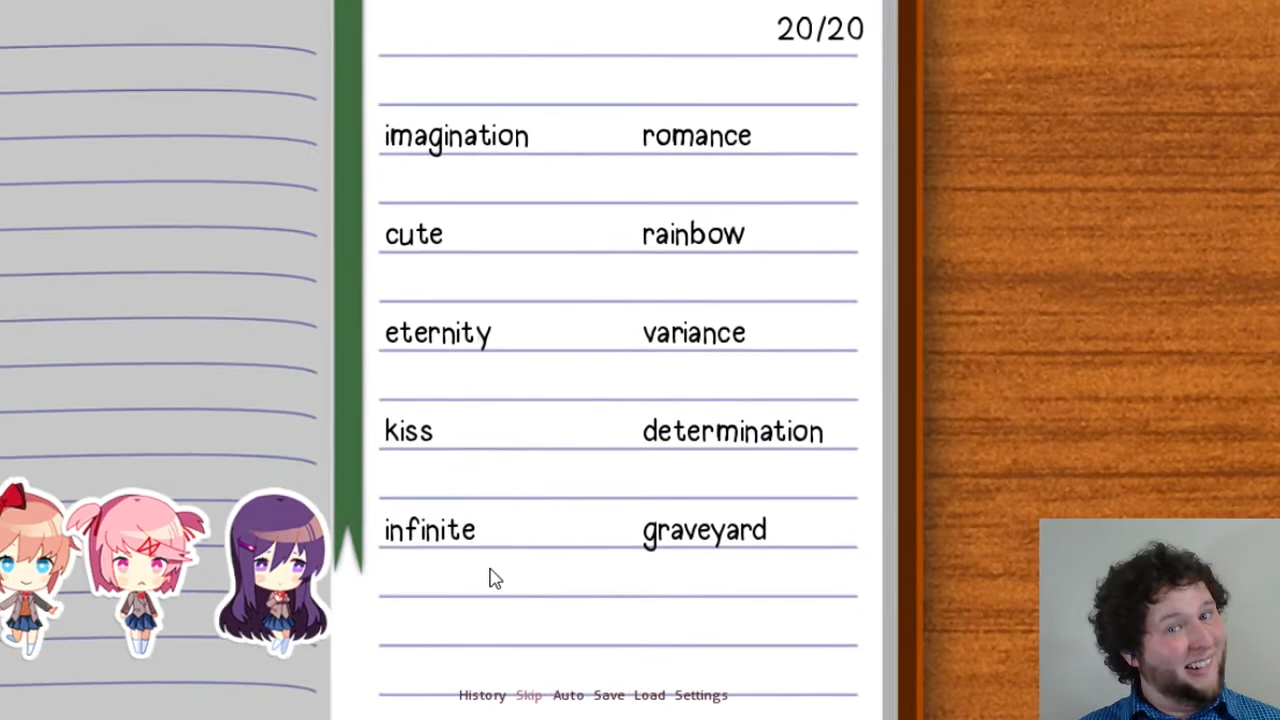 20/20
imagination romance
cute rainbow
eternity variance
kiss determination
infinite graveyard
History Skip Auto Save Load Settings